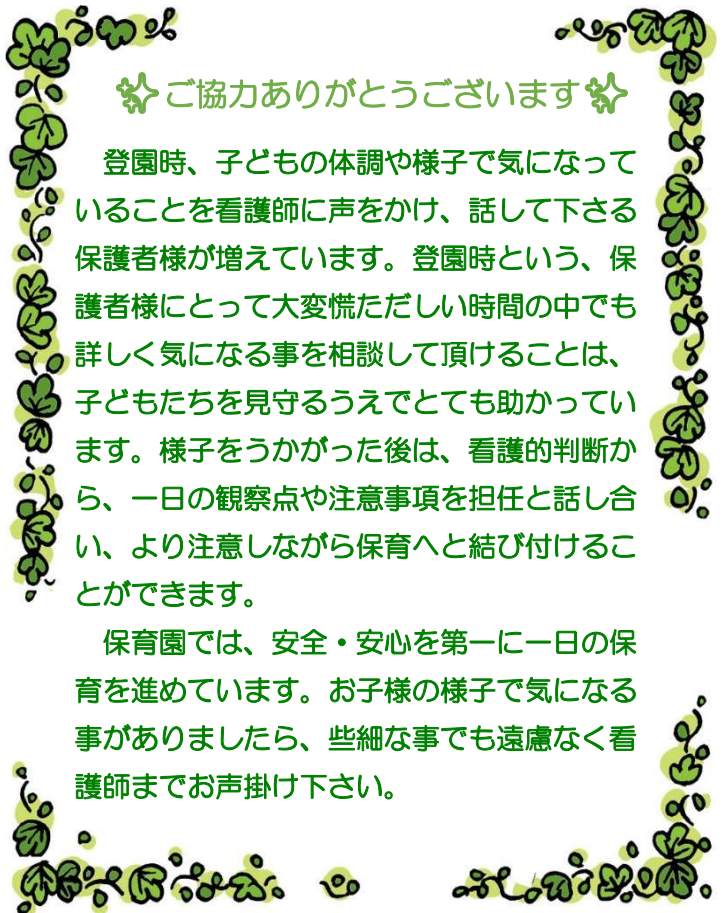 ご協力ありがとうございます
登園時、子どもの体調や様子で気になって
いることを看護師に声をかけ、話して下さる
保護者様が増えています。登園時という、保
護者様にとって大変慌ただしい時間の中でも
詳しく気になる事を相談して頂けることは、
子どもたちを見守るうえでとても助かってい
ます。様子をうかがった後は、看護的判断か
ら、一日の観察点や注意事項を担任と話し合
い、より注意しながら保育へと結び付けるこ
とができます。
保育園では、安全・安心を第一に一日の保
育を進めています。お子様の様子で気になる
事がありましたら、些細な事でも遠慮なく看
護師までお声掛け下さい。